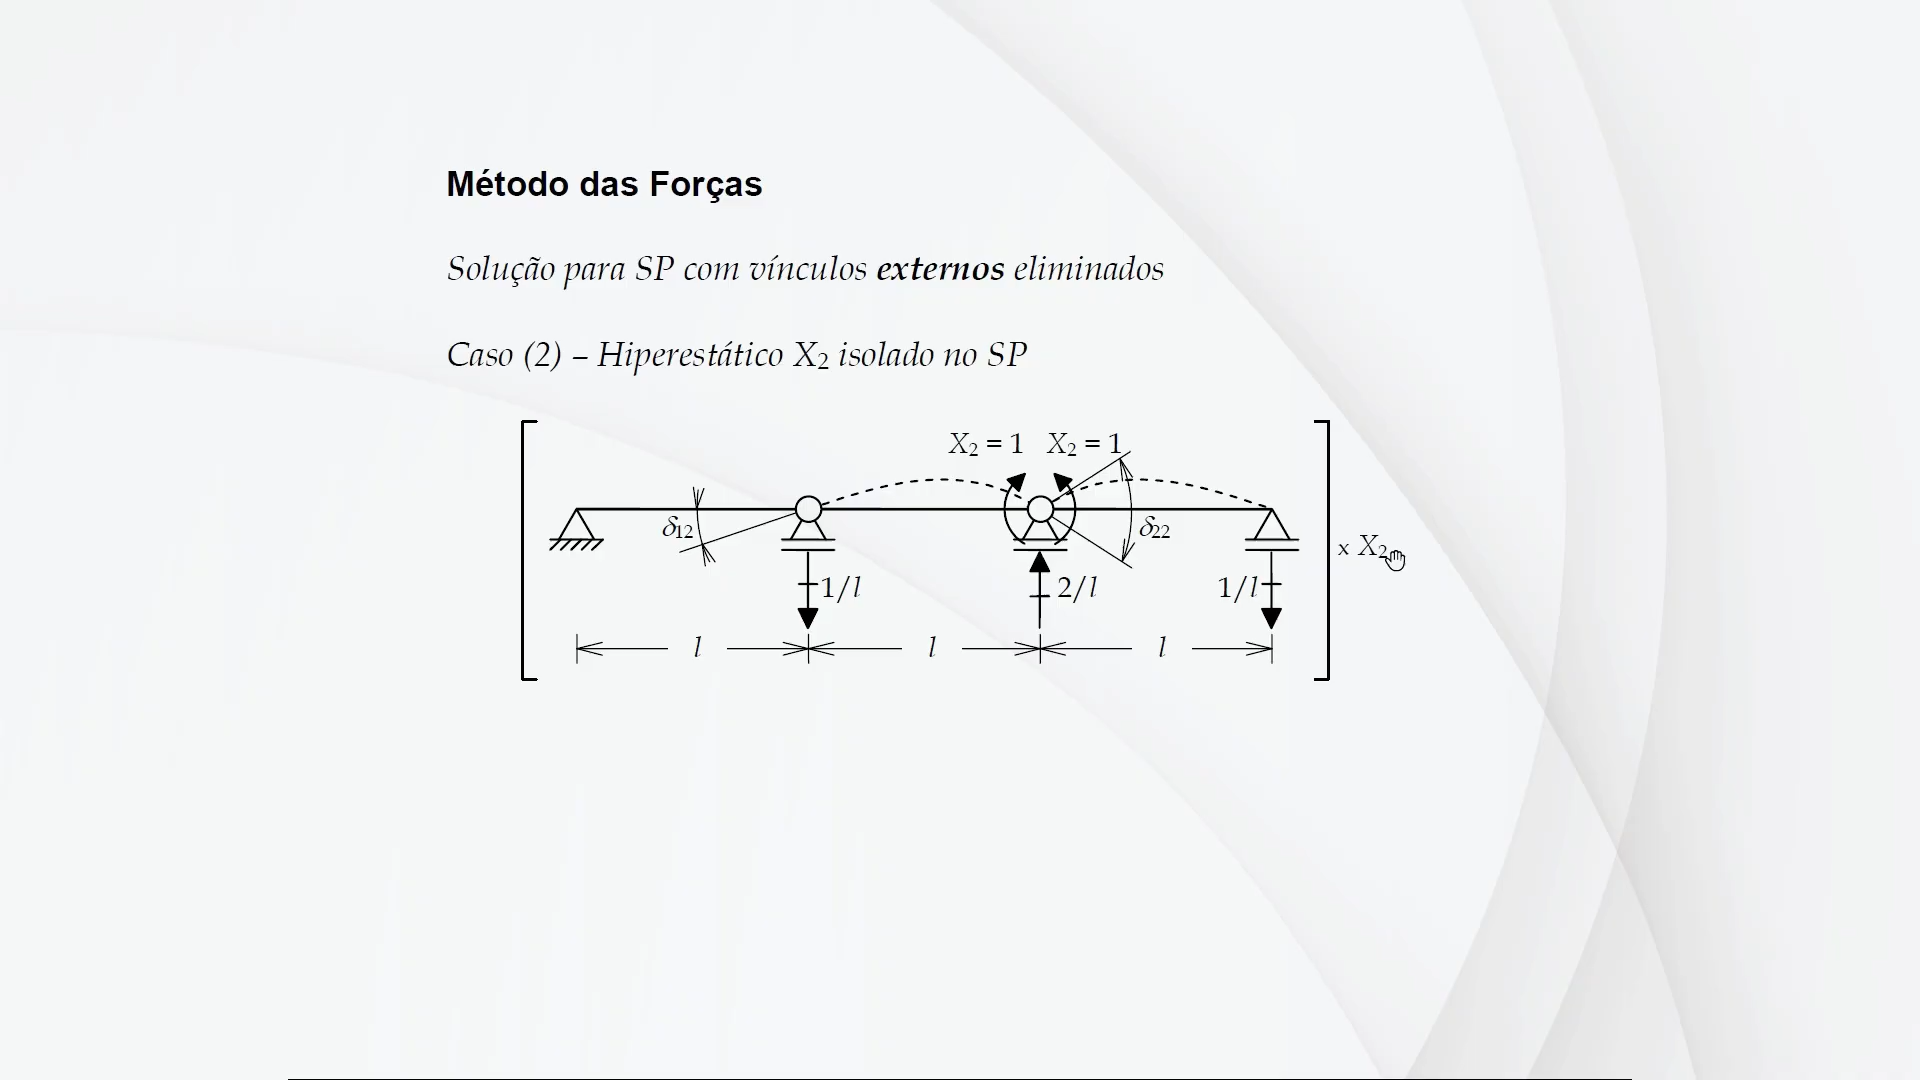 Método das Forças
Solução para SP com vínculos externos eliminados
Caso (2) – Hiperestático X₂ isolado no SP
X₂ = 1 X₂ = 1
δ₁₂ δ₂₂
x X₂
1/l 2/l 1/l
l l l